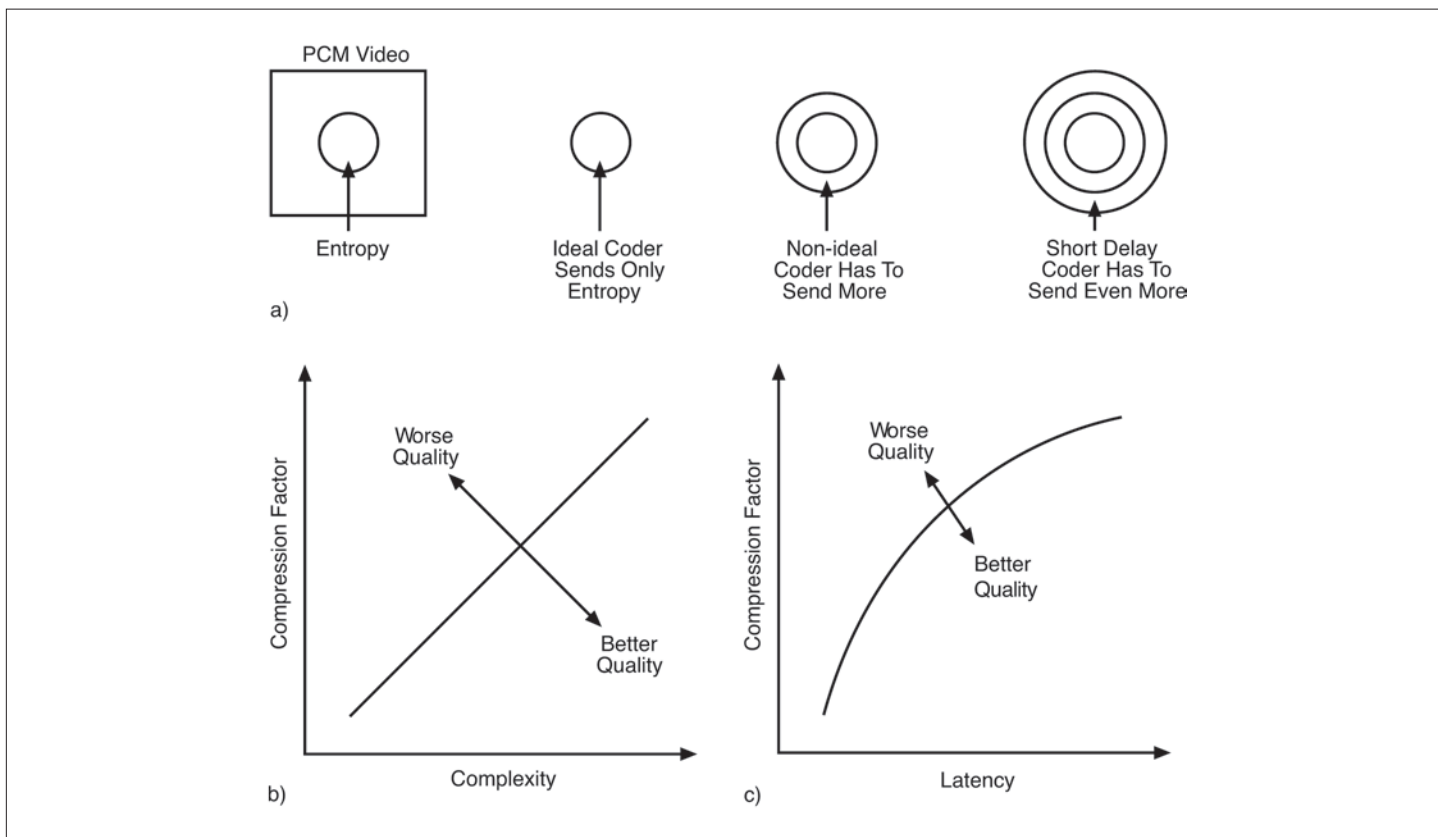 PCM Video
Entropy
Ideal Coder
Sends Only
Entropy
Non-ideal
Coder Has To
Send More
Short Delay
Coder Has To
Send Even More
a)
Compression Factor
Worse
Quality
Better
Quality
Complexity
b)
Compression Factor
Worse
Quality
Better
Quality
Latency
c)